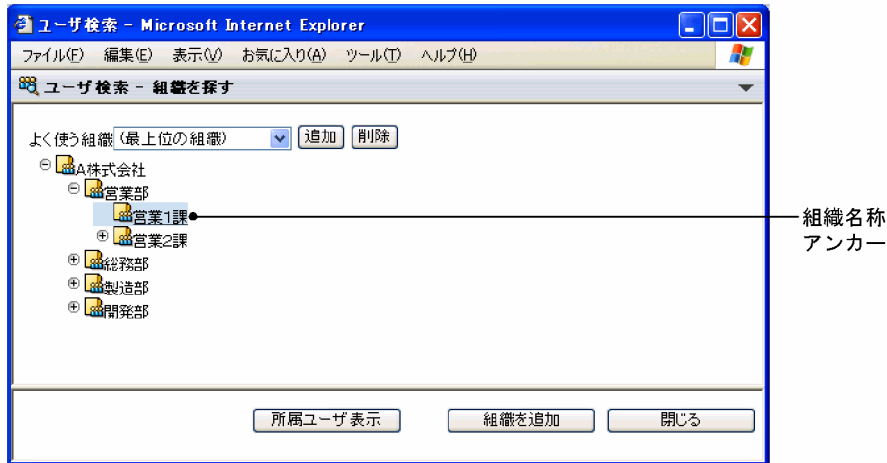 ユーザ検索 - Microsoft Internet Explorer
ファイル(F) 編集(E) 表示(V) お気に入り(A) ツール(T) ヘルプ(H)
ユーザ検索 - 組織を探す
よく使う組織 (最上位の組織) 追加 削除
A株式会社
営業部
営業1課
営業2課
総務部
製造部
開発部
組織名称
アンカー
所属ユーザ表示 組織を追加 閉じる